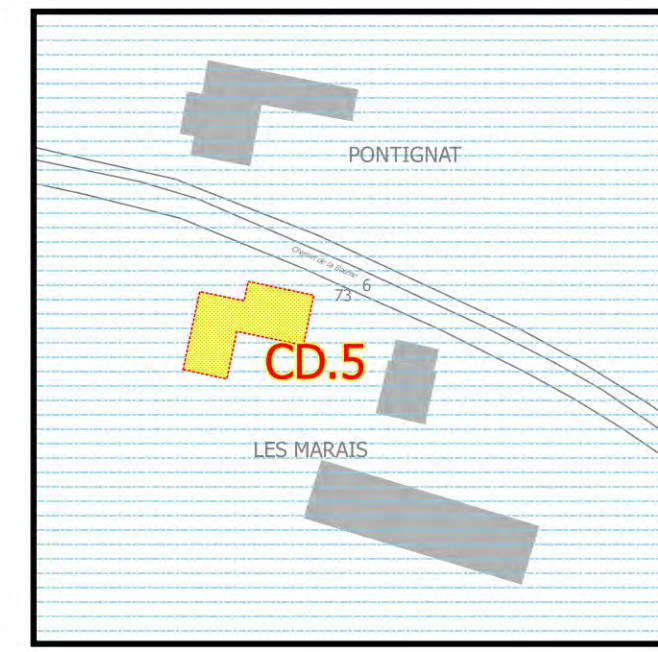 PONTIGNAT
Chemin de la Baume
6
73
CD.5
LES MARAIS